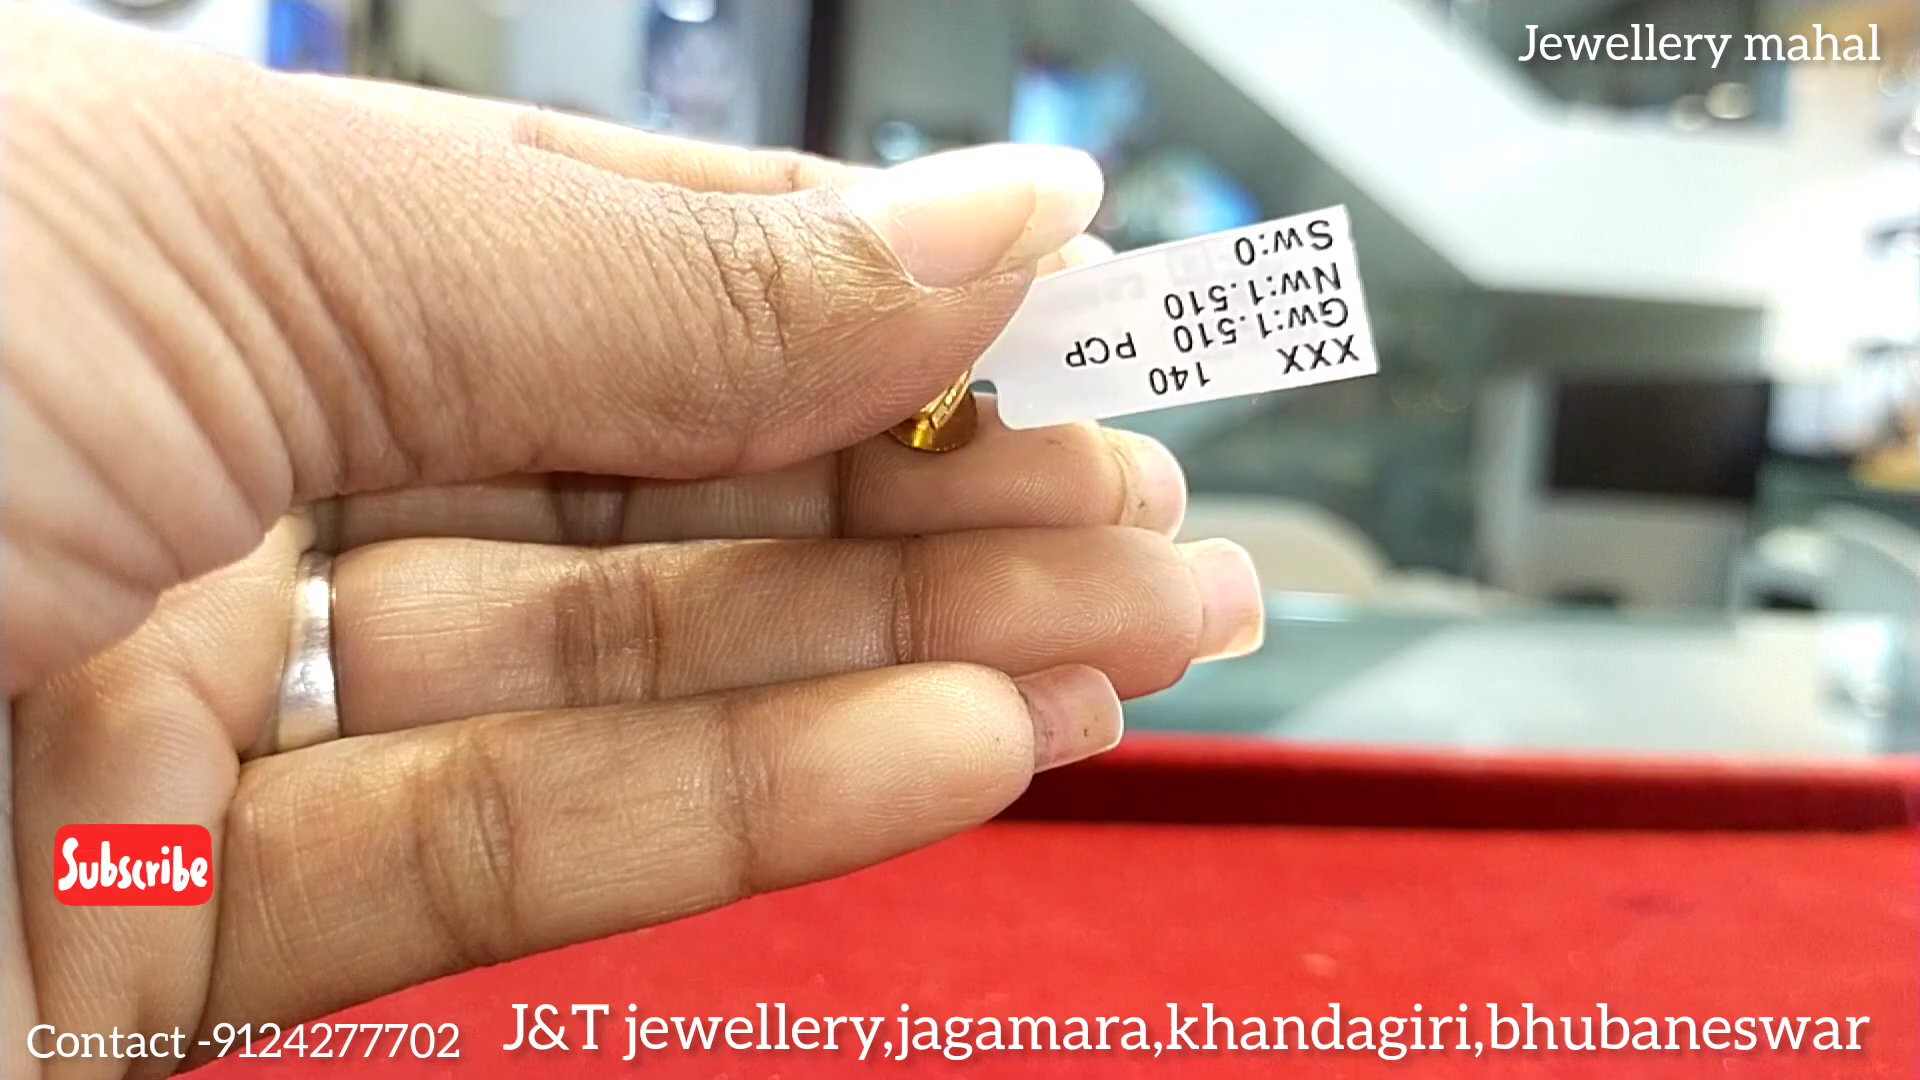 Jewellery mahal
XXX 140
Gw:1.510 PCP
Nw:1.510
Sw:0
Subscribe
Contact -9124277702
J&T jewellery,jagamara,khandagiri,bhubaneswar